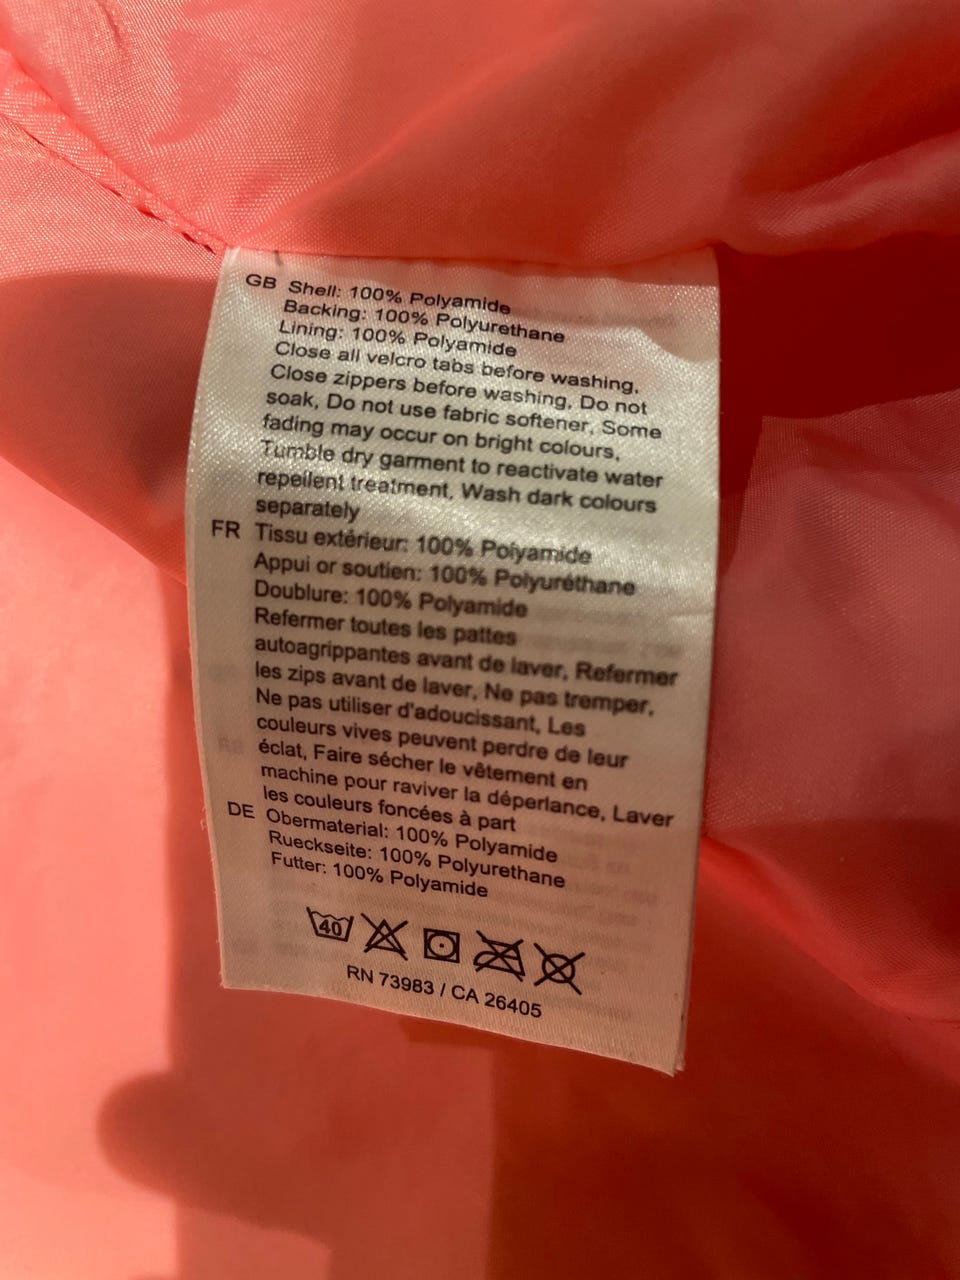 GB Shell: 100% Polyamide
Backing: 100% Polyurethane
Lining: 100% Polyamide
Close all velcro tabs before washing,
Close zippers before washing, Do not
soak, Do not use fabric softener, Some
fading may occur on bright colours,
Tumble dry garment to reactivate water
repellent treatment, Wash dark colours
separately
FR Tissu extérieur: 100% Polyamide
Appui or soutien: 100% Polyuréthane
Doublure: 100% Polyamide
Refermer toutes les pattes
autoagrippantes avant de laver, Refermer
les zips avant de laver, Ne pas tremper,
Ne pas utiliser d'adoucissant, Les
couleurs vives peuvent perdre de leur
éclat, Faire sécher le vêtement en
machine pour raviver la déperlance, Laver
les couleurs foncées à part
DE Obermaterial: 100% Polyamide
Rueckseite: 100% Polyurethane
Futter: 100% Polyamide
40
RN 73983 / CA 26405